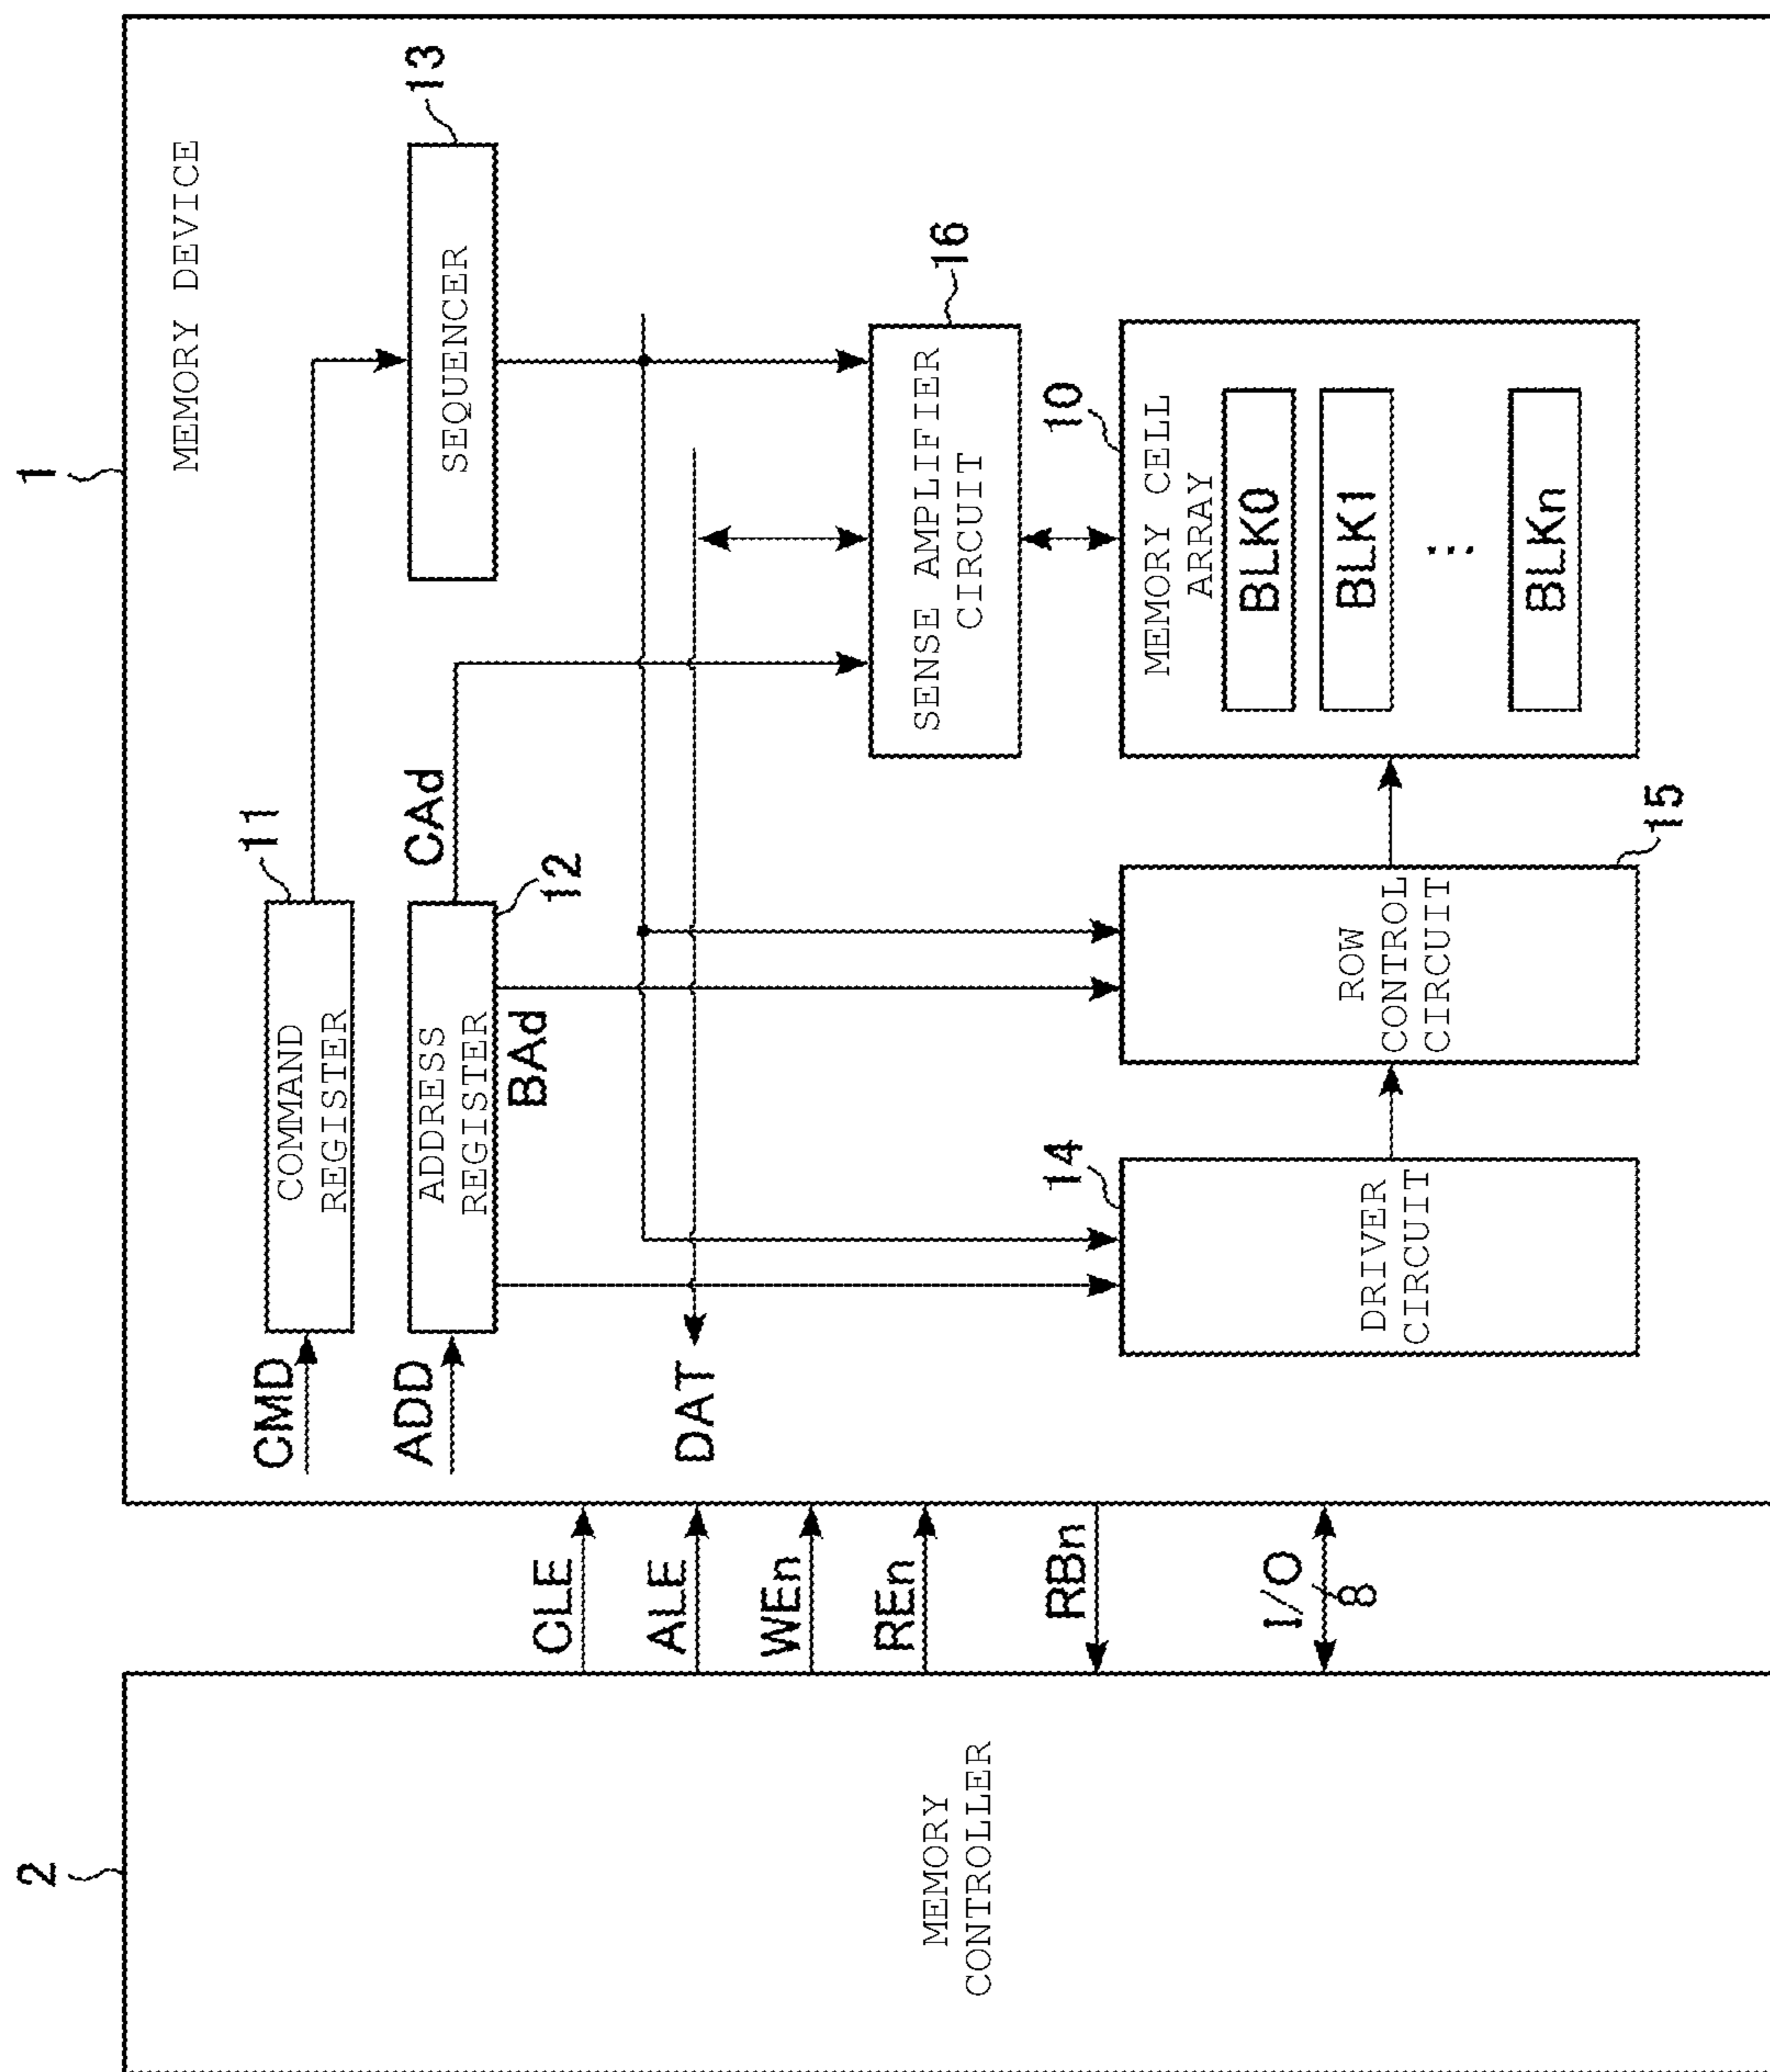 1
MEMORY DEVICE
2
MEMORY
CONTROLLER
CLE
ALE
WEn
REn
RBn
I/O
8
CMD
COMMAND
REGISTER
11
ADD
ADDRESS
REGISTER
12
CAd
BAd
SEQUENCER
13
DAT
SENSE AMPLIFIER
CIRCUIT
16
DRIVER
CIRCUIT
14
ROW
CONTROL
CIRCUIT
15
10
MEMORY CELL
ARRAY
BLK0
BLK1
...
BLKn